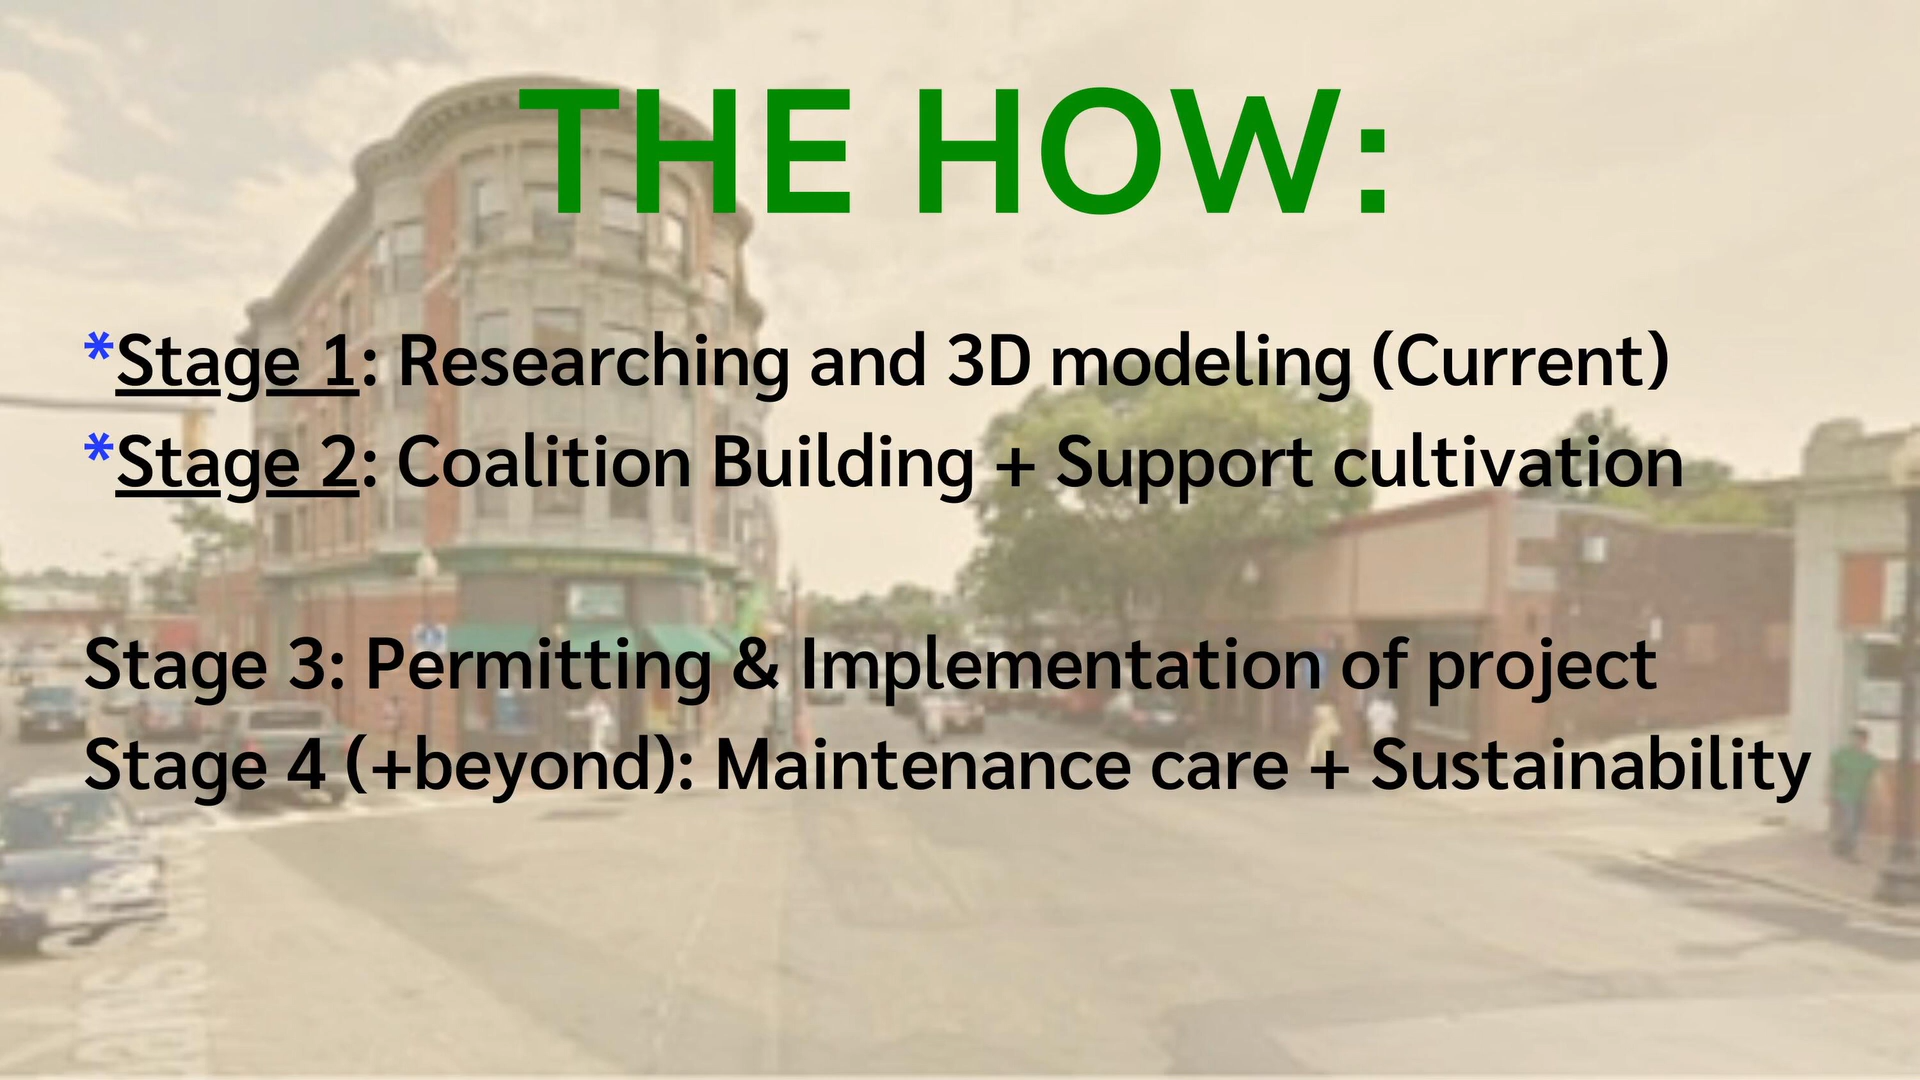 THE HOW:
*Stage 1: Researching and 3D modeling (Current)
*Stage 2: Coalition Building + Support cultivation
Stage 3: Permitting & Implementation of project
Stage 4 (+beyond): Maintenance care + Sustainability